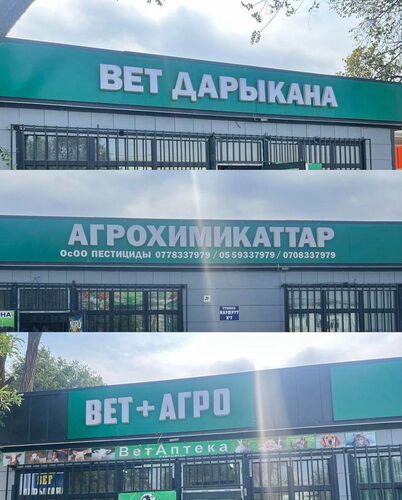 ВЕТ ДАРЫКАНА
АГРОХИМИКАТТАР
ОсОО ПЕСТИЦИДЫ 0778337979 / 0559337979 / 0708337979
ВЕТ + АГРО
ВетАптека